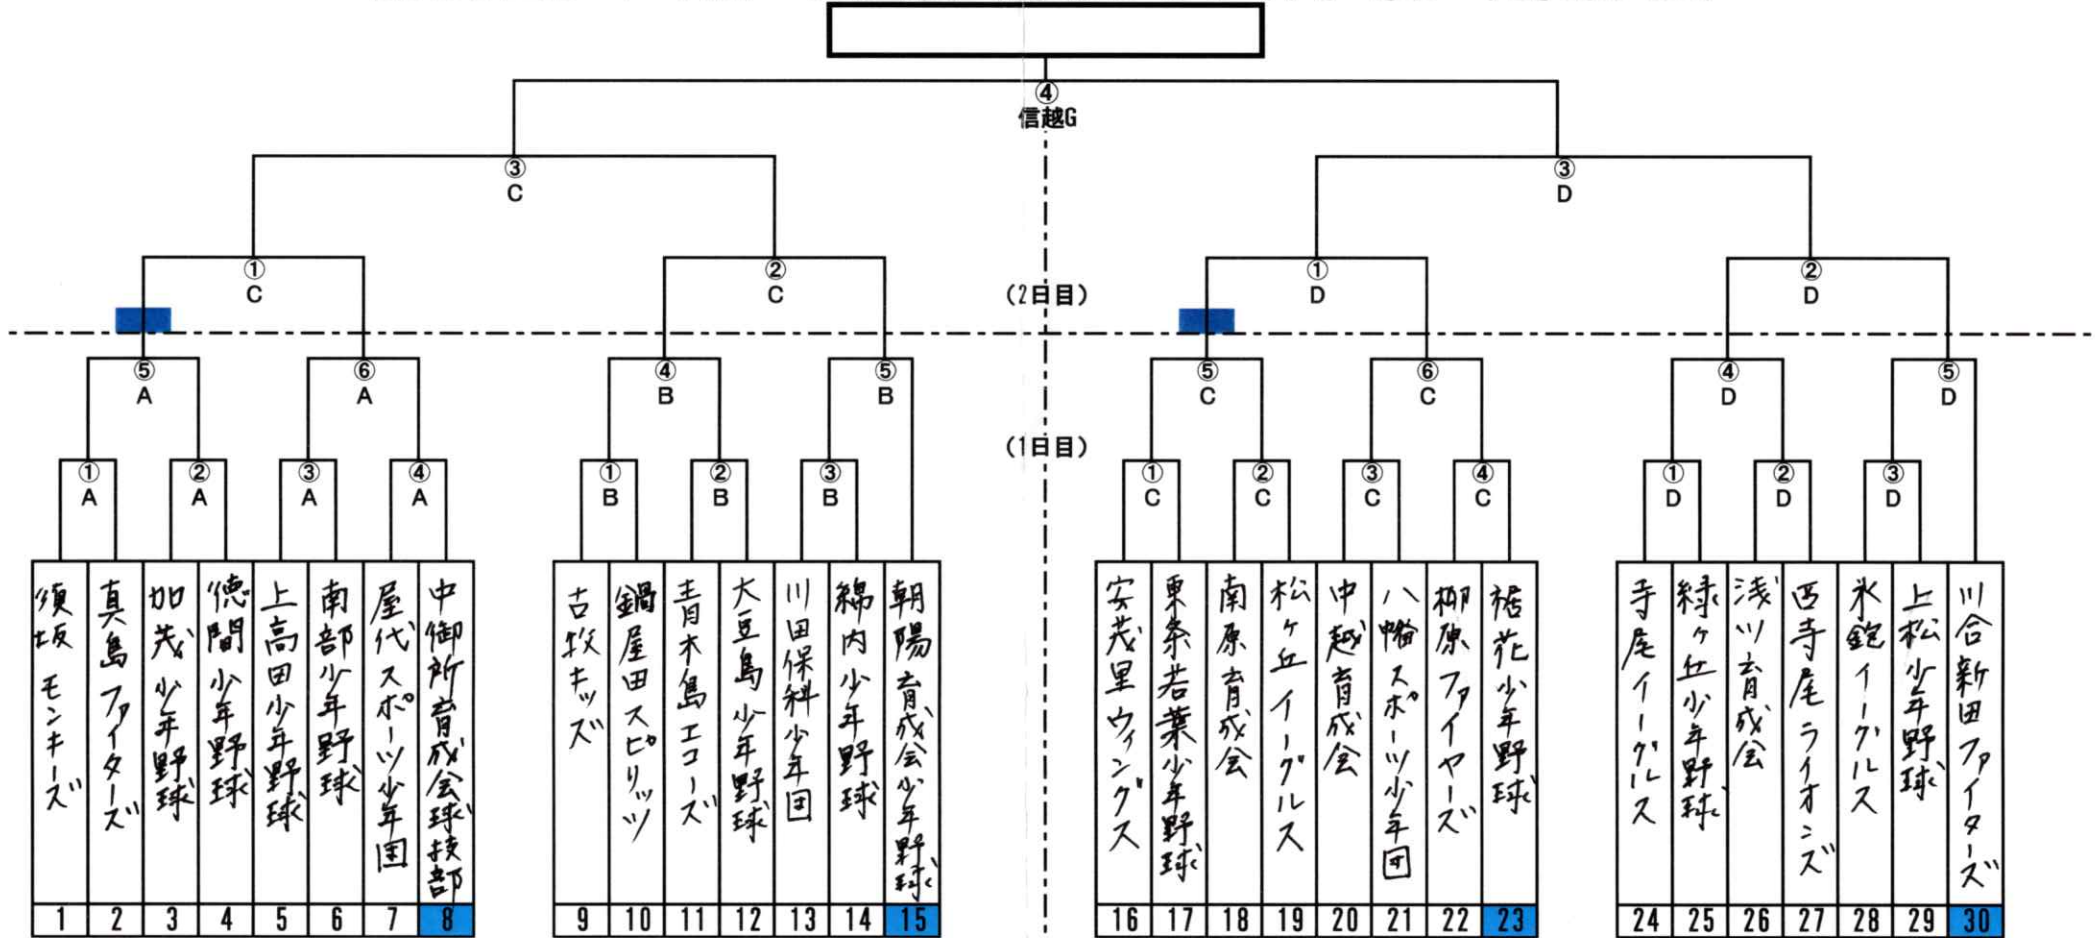 ④
信越G
③
C
③
D
①
C
②
C
(2日目)
①
D
②
D
⑤
A
⑥
A
④
B
⑤
B
⑤
C
⑥
C
④
D
⑤
D
(1日目)
①
A
②
A
③
A
④
A
①
B
②
B
③
B
①
C
②
C
③
C
④
C
①
D
②
D
③
D
須坂モンキーズ
真島ファイターズ
加茂少年野球
徳間少年野球
上高田少年野球
南部少年野球
屋代スポーツ少年団
中御所育成会球技部
古牧キッズ
鍋屋田スピリッツ
青木島エコーズ
大豆島少年野球
川田保科少年団
綿内少年野球
朝陽育成会少年野球
安茂里ウィングス
東条若葉少年野球
南原育成会
松ヶ丘イーグルス
中越育成会
八幡スポーツ少年団
柳原ファイヤーズ
裾花少年野球
寺尾イーグルス
緑ヶ丘少年野球
浅川育成会
西寺尾ライオンズ
氷鉋イーグルス
上松少年野球
川合新田ファイターズ
1 2 3 4 5 6 7 8 9 10 11 12 13 14 15 16 17 18 19 20 21 22 23 24 25 26 27 28 29 30